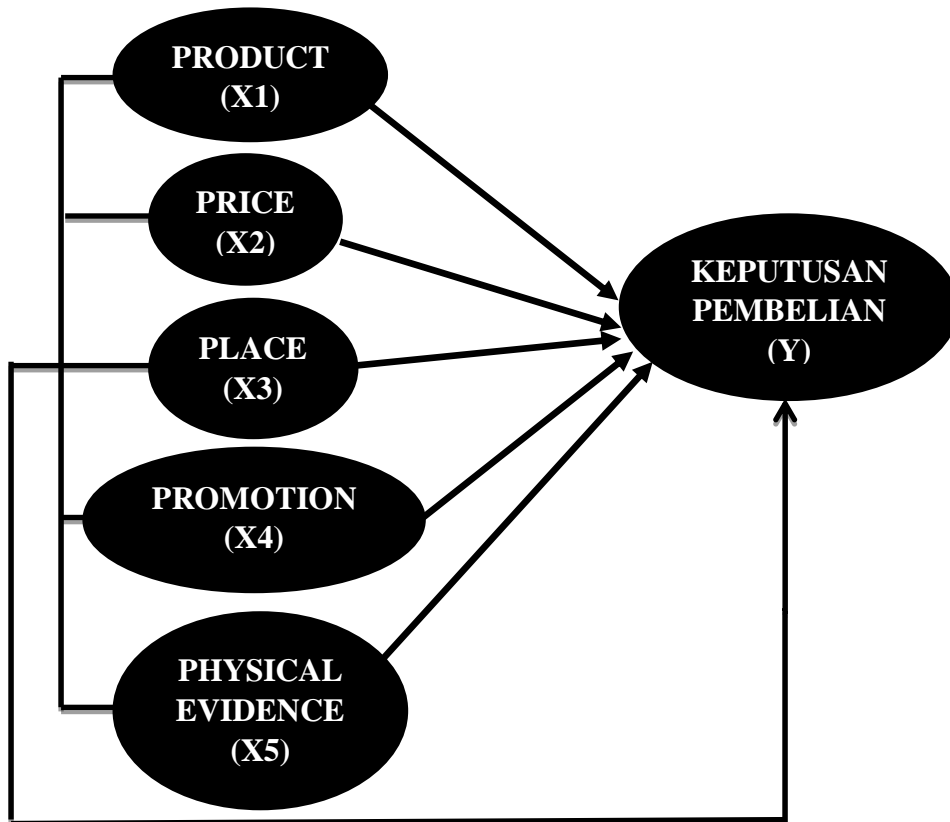 PRODUCT
(X1)
PRICE
(X2)
PLACE
(X3)
PROMOTION
(X4)
PHYSICAL
EVIDENCE
(X5)
KEPUTUSAN
PEMBELIAN
(Y)